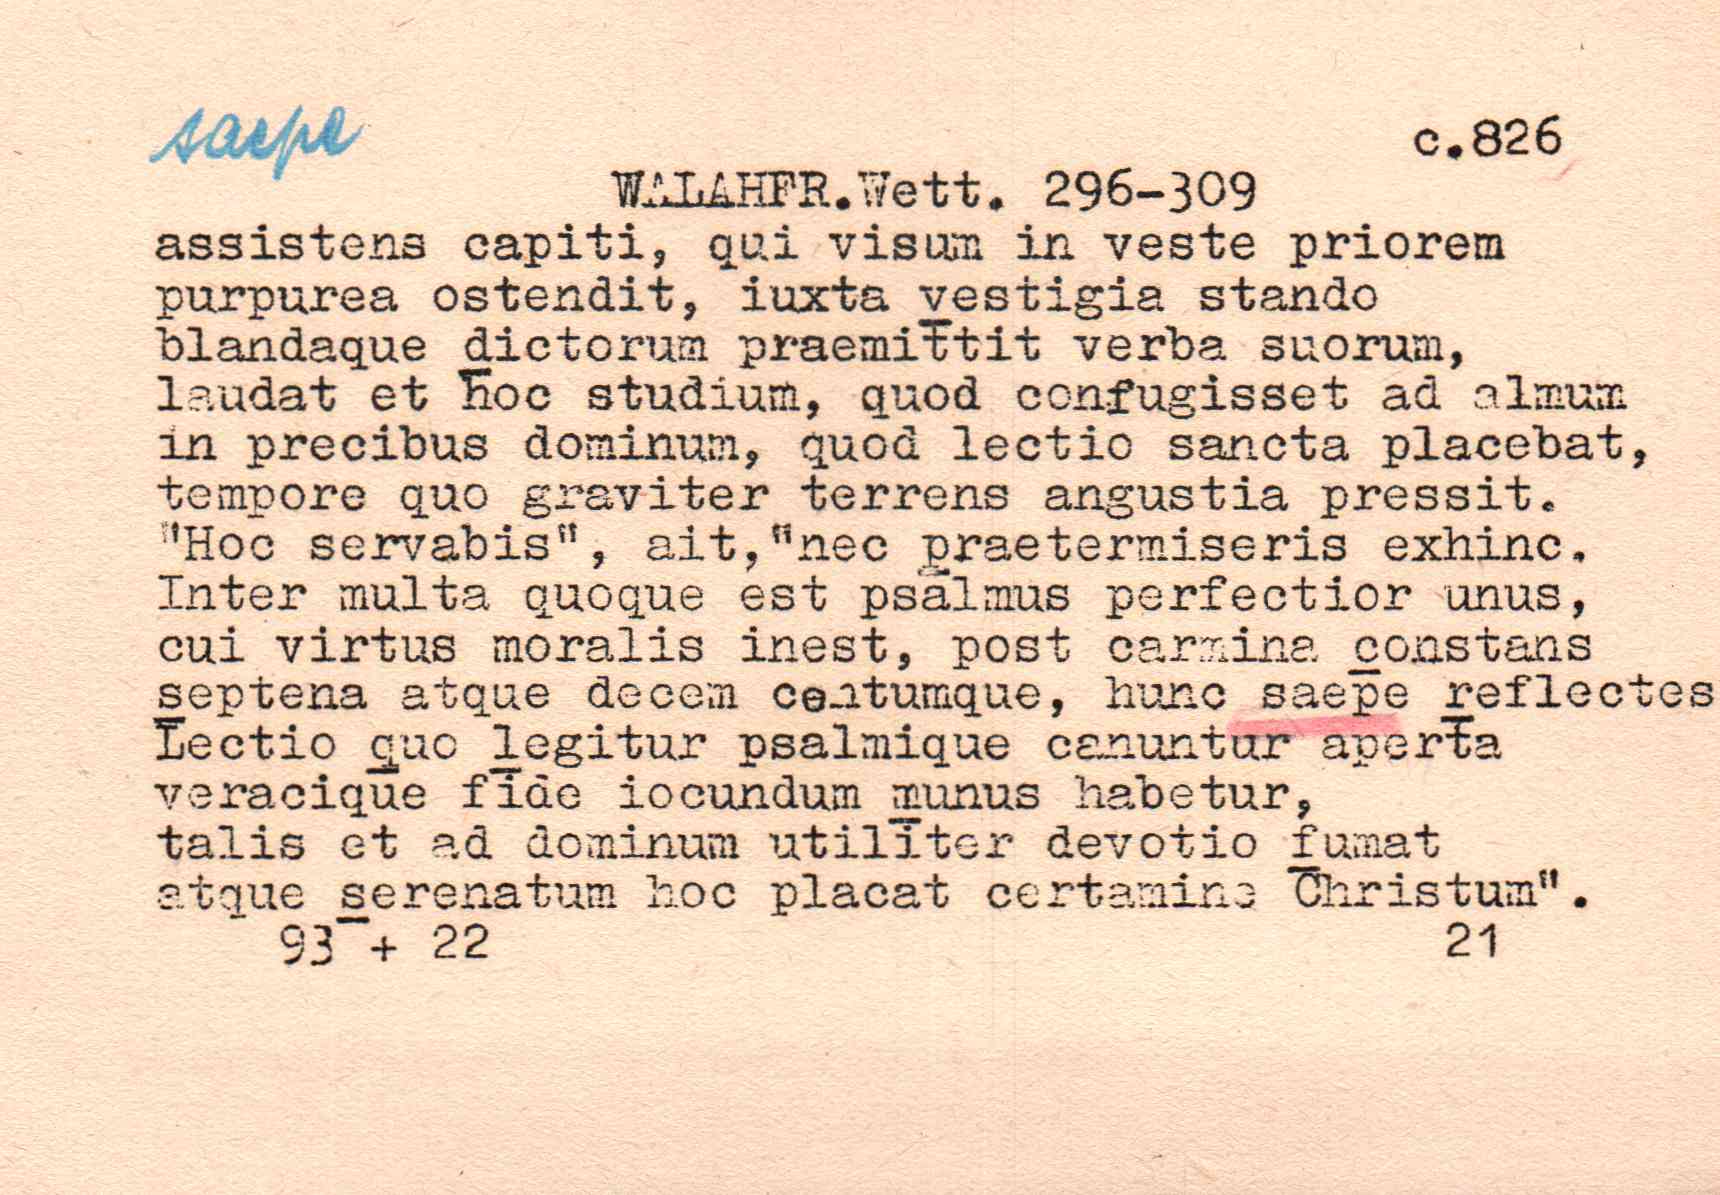 saepe
c.826
WALAHFR.Wett. 296-309
assistens capiti, qui visum in veste priorem
purpurea ostendit, iuxta vestigia stando
blandaque dictorum praemittit verba suorum,
laudat et hoc studium, quod confugisset ad almum
in precibus dominum, quod lectio sancta placebat,
tempore quo graviter terrens angustia pressit.
"Hoc servabis", ait,"nec praetermiseris exhinc.
Inter multa quoque est psalmus perfectior unus,
cui virtus moralis inest, post carmina constans
septena atque decem centumque, hunc saepe reflectes
Lectio quo legitur psalmique canuntur aperta
veracique fide iocundum munus habetur,
talis et ad dominum utiliter devotio fumat
atque serenatum hoc placat certamine Christum".
93 + 22 21